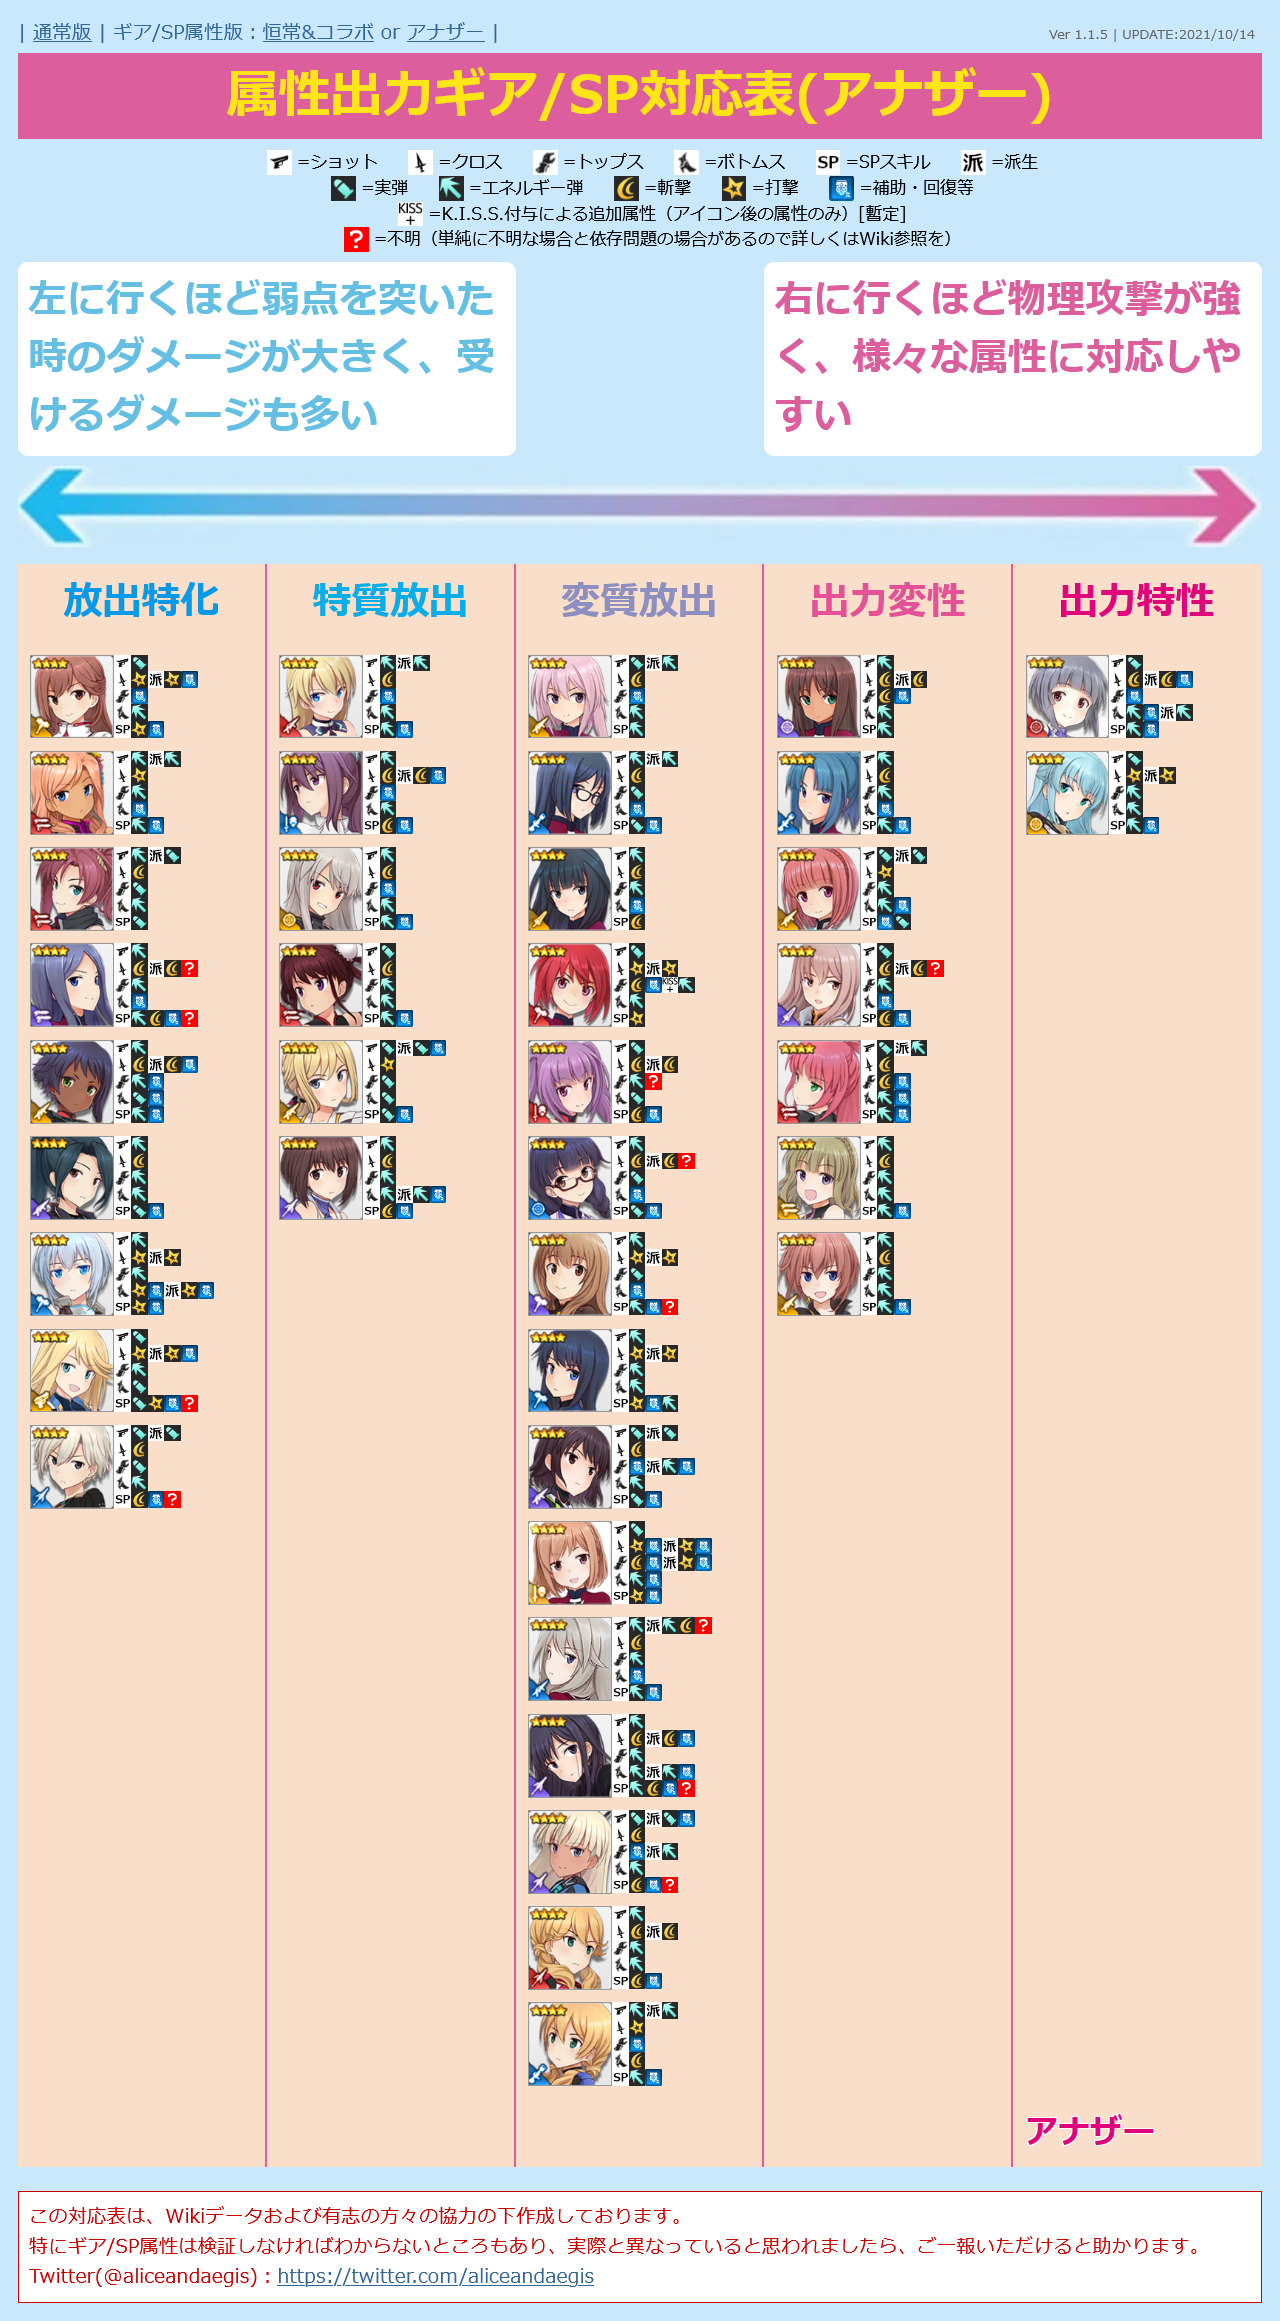 | 通常版 | ギア/SP属性版：恒常&コラボ or アナザー |
Ver 1.1.5 | UPDATE:2021/10/14
属性出力ギア/SP対応表(アナザー)
=ショット =クロス =トップス =ボトムス SP =SPスキル 派 =派生
=実弾 =エネルギー弾 =斬撃 =打撃 =補助・回復等
KISS+ =K.I.S.S.付与による追加属性（アイコン後の属性のみ）[暫定]
? =不明（単純に不明な場合と依存問題の場合があるので詳しくはWiki参照を）
左に行くほど弱点を突いた
時のダメージが大きく、受
けるダメージも多い
右に行くほど物理攻撃が強
く、様々な属性に対応しや
すい
放出特化 特質放出 変質放出 出力変性 出力特性
アナザー
この対応表は、Wikiデータおよび有志の方々の協力の下作成しております。
特にギア/SP属性は検証しなければわからないところもあり、実際と異なっていると思われましたら、ご一報いただけると助かります。
Twitter(@aliceandaegis)：https://twitter.com/aliceandaegis